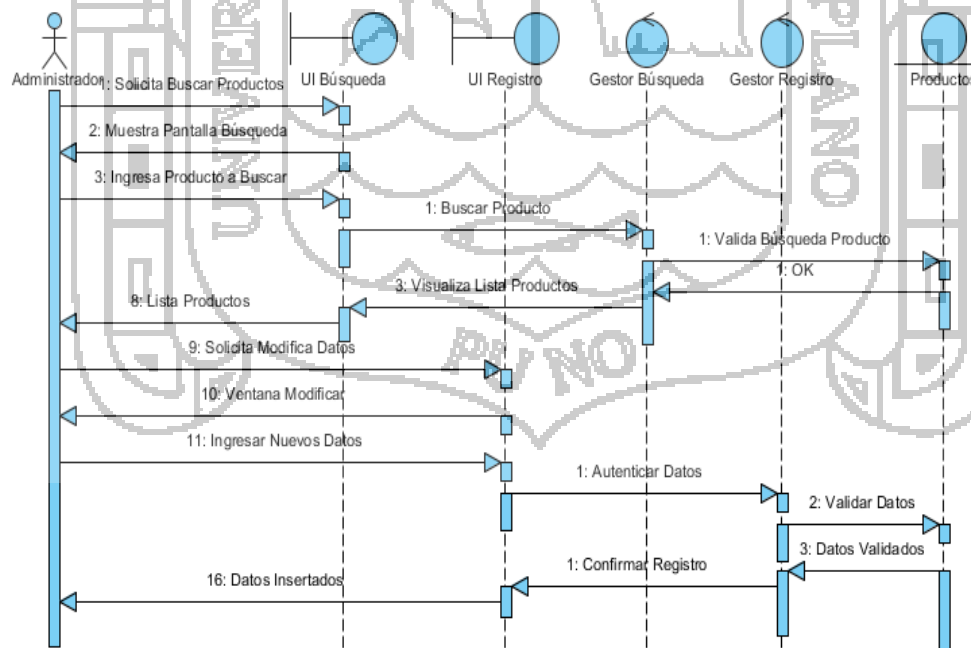 Administrador
UI Búsqueda
UI Registro
Gestor Búsqueda
Gestor Registro
Productos
1: Solicita Buscar Productos
2: Muestra Pantalla Búsqueda
3: Ingresa Producto a Buscar
1: Buscar Producto
1: Valida Búsqueda Producto
1: OK
3: Visualiza Lista Productos
8: Lista Productos
9: Solicita Modifica Datos
10: Ventana Modificar
11: Ingresar Nuevos Datos
1: Autenticar Datos
2: Validar Datos
3: Datos Validados
1: Confirmar Registro
16: Datos Insertados
UNIVER
PLANO
PUNO